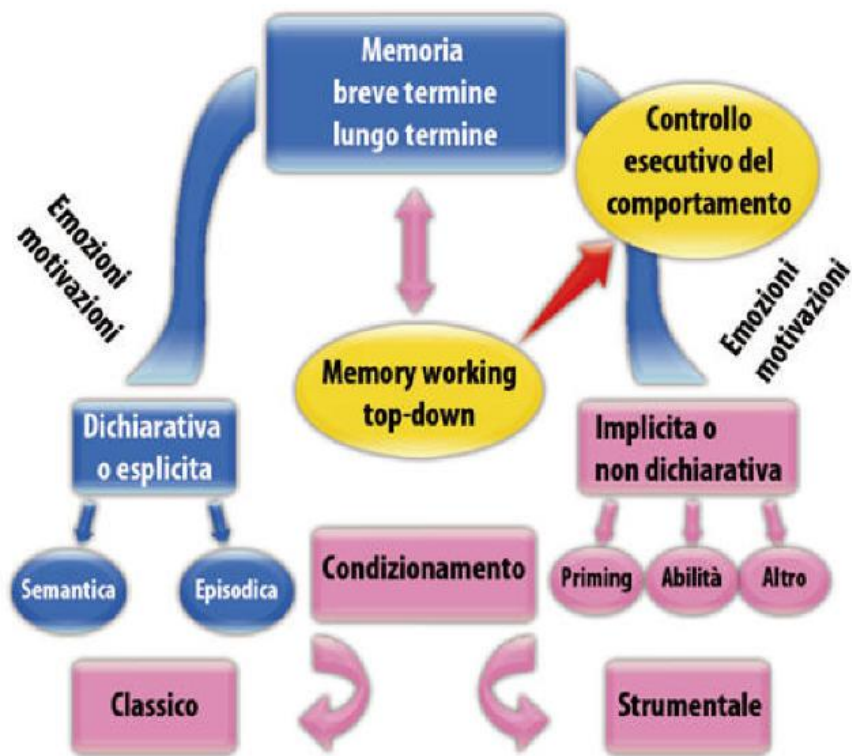 Memoria
breve termine
lungo termine
Controllo
esecutivo del
comportamento
Emozioni
motivazioni
Emozioni
motivazioni
Memory working
top-down
Dichiarativa
o esplicita
Implicita o
non dichiarativa
Semantica
Episodica
Condizionamento
Priming
Abilità
Altro
Classico
Strumentale